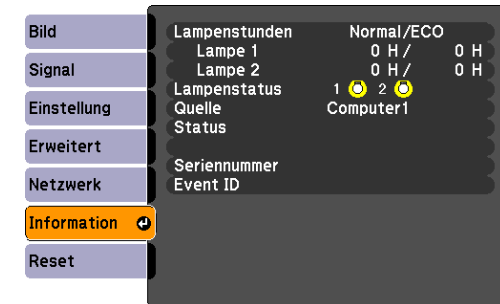 Bild
Signal
Einstellung
Erweitert
Netzwerk
Information
Reset
Lampenstunden Normal/ECO
Lampe 1 0 H/ 0 H
Lampe 2 0 H/ 0 H
Lampenstatus 1 2
Quelle Computer1
Status
Seriennummer
Event ID